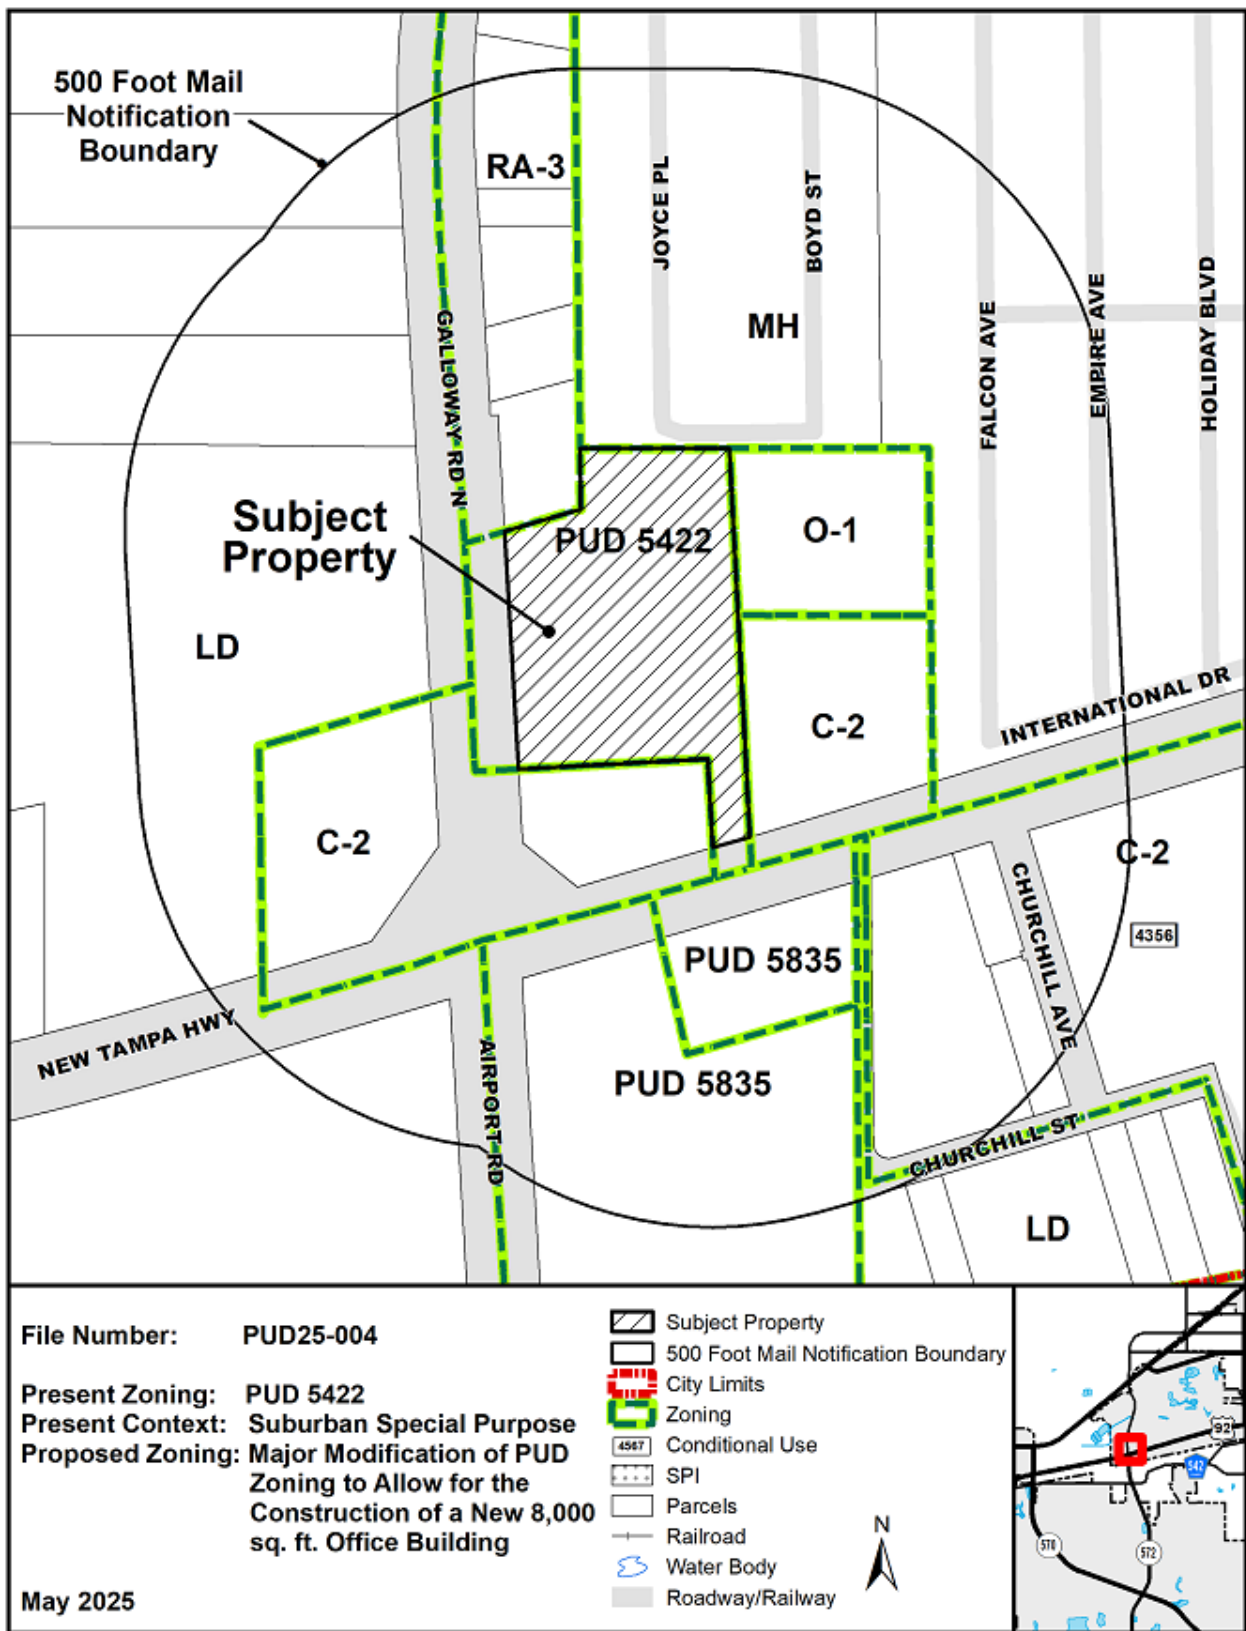 500 Foot Mail
Notification
Boundary
RA-3
JOYCE PL
BOYD ST
MH
GALLOWAY RD N
FALCON AVE
EMPIRE AVE
HOLIDAY BLVD
Subject
Property
PUD 5422
O-1
LD
C-2
INTERNATIONAL DR
C-2
C-2
CHURCHILL AVE
4356
PUD 5835
NEW TAMPA HWY
AIRPORT RD
PUD 5835
CHURCHILL ST
LD
File Number: PUD25-004
Present Zoning: PUD 5422
Present Context: Suburban Special Purpose
Proposed Zoning: Major Modification of PUD
Zoning to Allow for the
Construction of a New 8,000
sq. ft. Office Building
May 2025
Subject Property
500 Foot Mail Notification Boundary
City Limits
Zoning
4567 Conditional Use
SPI
Parcels
Railroad
Water Body
Roadway/Railway
N
92
542
570
572